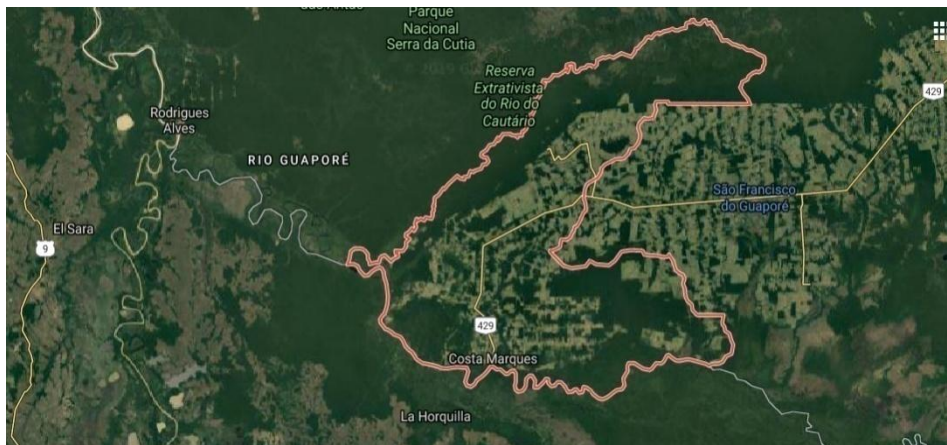 Parque
Nacional
Serra da Cutia
Reserva
Extrativista
do Rio do
Cautário
429
Rodrigues
Alves
RIO GUAPORÉ
São Francisco
do Guaporé
El Sara
9
429
Costa Marques
La Horquilla